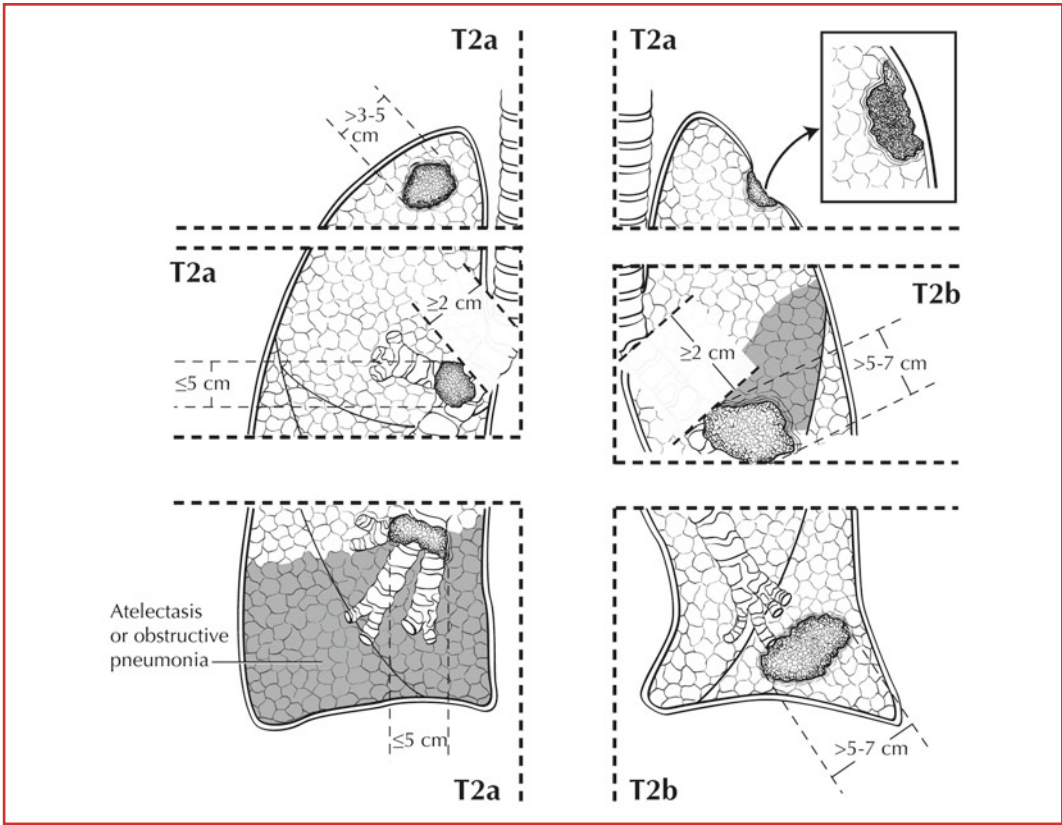 T2a
>3-5
cm
T2a
T2a
≥2 cm
≤5 cm
≥2 cm
T2b
>5-7 cm
Atelectasis
or obstructive
pneumonia
≤5 cm
T2a
>5-7 cm
T2b